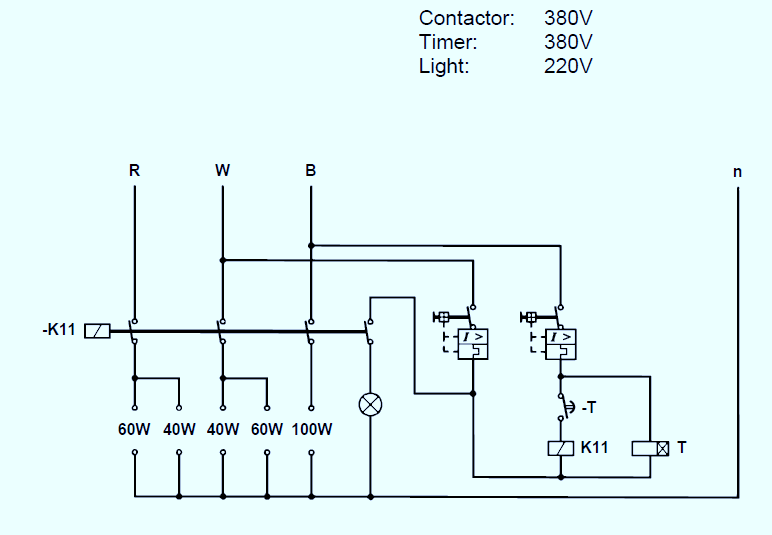 Contactor: 380V
Timer: 380V
Light: 220V
R W B n
-K11 I > I >
-T
60W 40W 40W 60W 100W K11 T